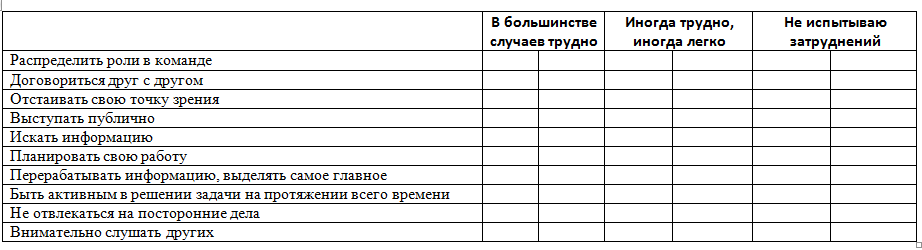 В большинстве случаев трудно
Иногда трудно, иногда легко
Не испытываю затруднений
Распределить роли в команде
Договориться друг с другом
Отстаивать свою точку зрения
Выступать публично
Искать информацию
Планировать свою работу
Перерабатывать информацию, выделять самое главное
Быть активным в решении задачи на протяжении всего времени
Не отвлекаться на посторонние дела
Внимательно слушать других